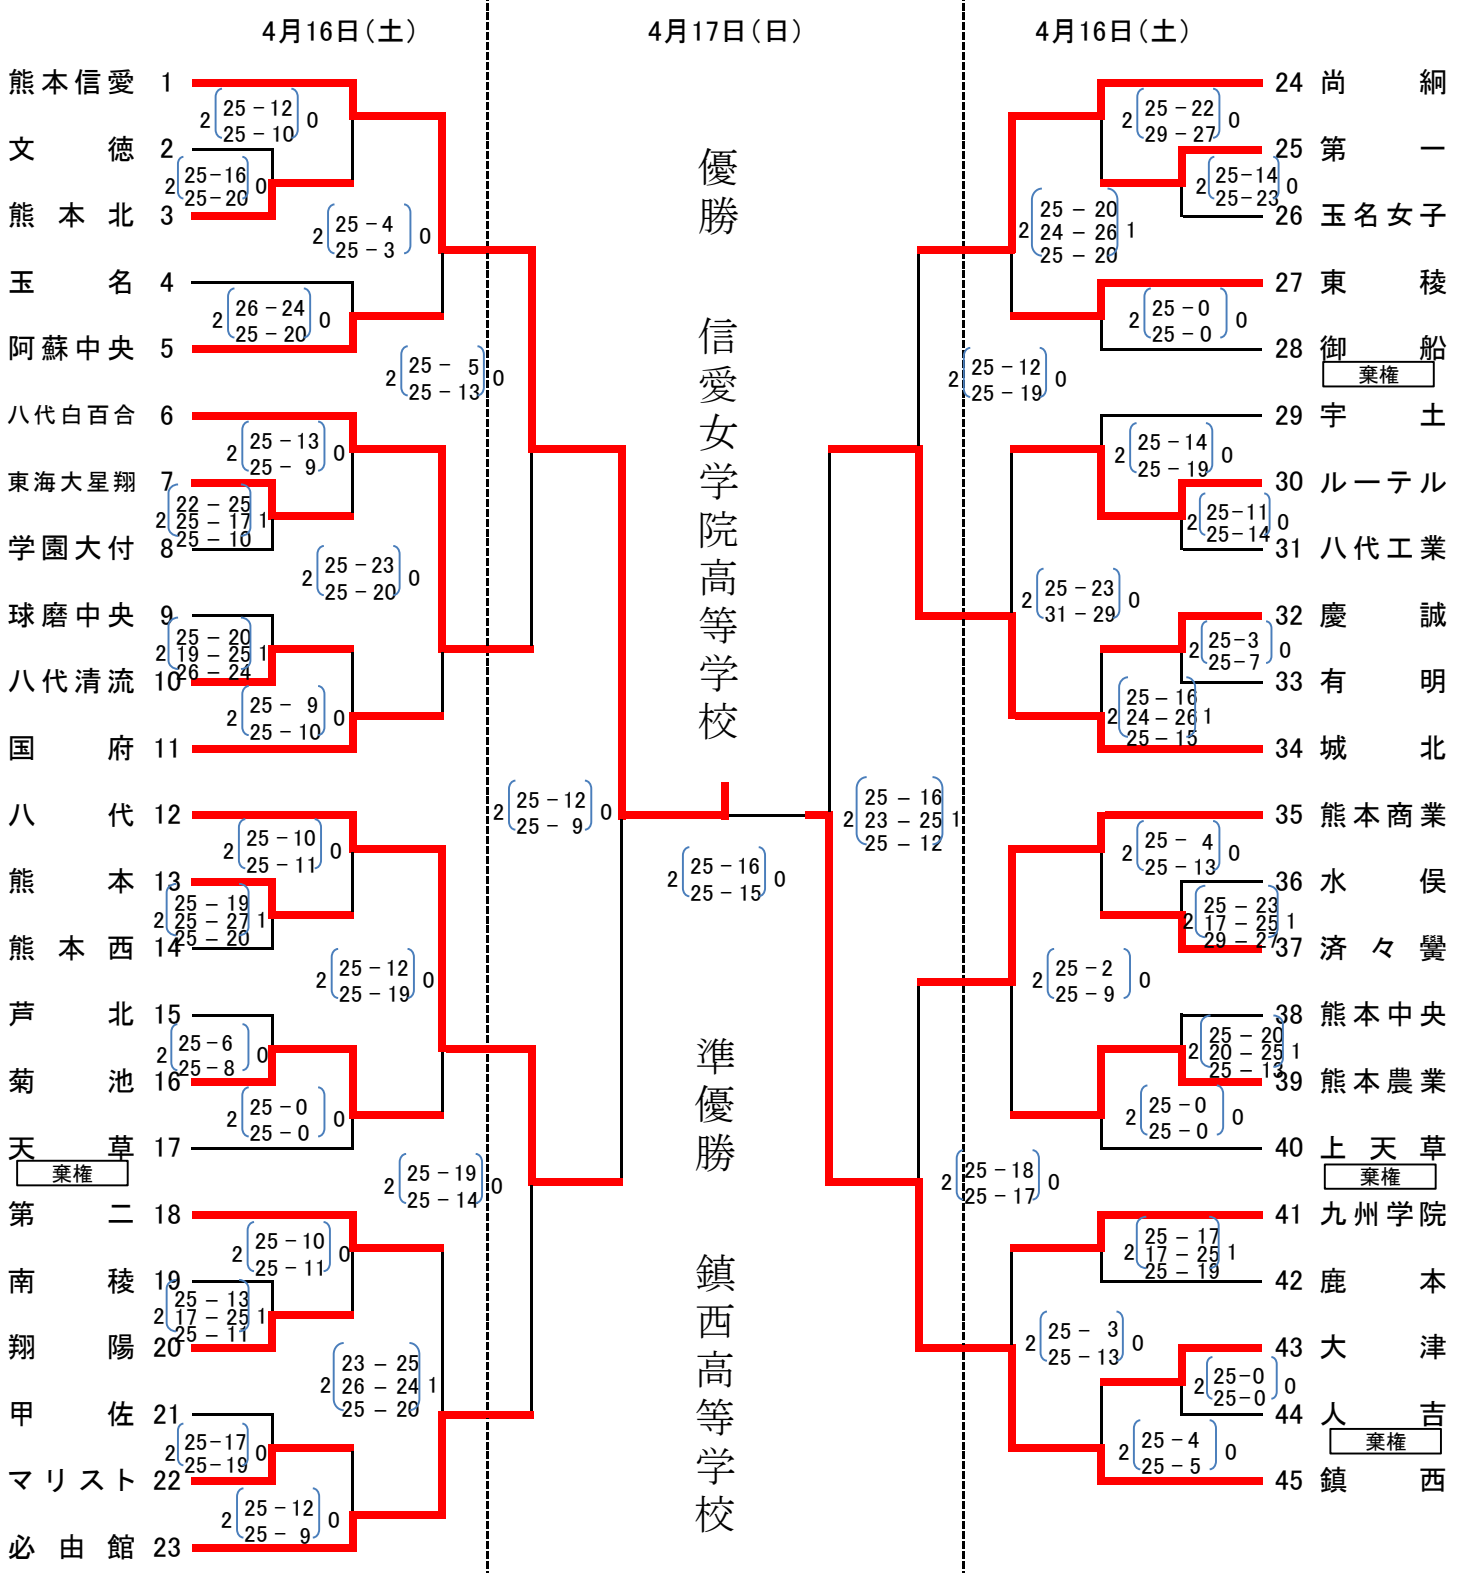 4月16日(土)
4月17日(日)
4月16日(土)
熊本信愛 1
2 25-12 0
25-10
文徳 2
2 25-16 0
25-20
熊本北 3
2 25-4 0
25-3
玉名 4
2 26-24 0
25-20
阿蘇中央 5
2 25-5 0
25-13
八代白百合 6
2 25-13 0
25-9
東海大星翔 7
22-25
2 25-17 1
25-10
学園大付 8
2 25-23 0
25-20
球磨中央 9
25-20
2 19-25 1
26-24
八代清流 10
2 25-9 0
25-10
国府 11
2 25-12 0
25-9
八代 12
2 25-10 0
25-11
熊本 13
25-19
2 25-27 1
25-20
熊本西 14
2 25-12 0
25-19
芦北 15
2 25-6 0
25-8
菊池 16
2 25-0 0
25-0
天草 17
棄権
2 25-19 0
25-14
第二 18
2 25-10 0
25-11
南稜 19
25-13
2 17-25 1
25-11
翔陽 20
23-25
2 26-24 1
25-20
甲佐 21
2 25-17 0
25-19
マリスト 22
2 25-12 0
25-9
必由館 23
優勝 信愛女学院高等学校
2 25-16 0
25-15
準優勝 鎮西高等学校
24 尚絅
2 25-22 0
29-27
25 第一
2 25-14 0
25-23
26 玉名女子
25-20
2 24-26 1
25-20
27 東稜
2 25-0 0
25-0
28 御船
棄権
2 25-12 0
25-19
29 宇土
2 25-14 0
25-19
30 ルーテル
2 25-11 0
25-14
31 八代工業
2 25-23 0
31-29
32 慶誠
2 25-3 0
25-7
33 有明
25-16
2 24-26 1
25-15
34 城北
25-16
2 23-25 1
25-12
35 熊本商業
2 25-4 0
25-13
36 水俣
25-23
2 17-25 1
29-27
37 済々黌
2 25-2 0
25-9
38 熊本中央
25-20
2 20-25 1
25-13
39 熊本農業
2 25-0 0
25-0
40 上天草
棄権
2 25-18 0
25-17
41 九州学院
25-17
2 17-25 1
25-19
42 鹿本
2 25-3 0
25-13
43 大津
2 25-0 0
25-0
44 人吉
棄権
2 25-4 0
25-5
45 鎮西